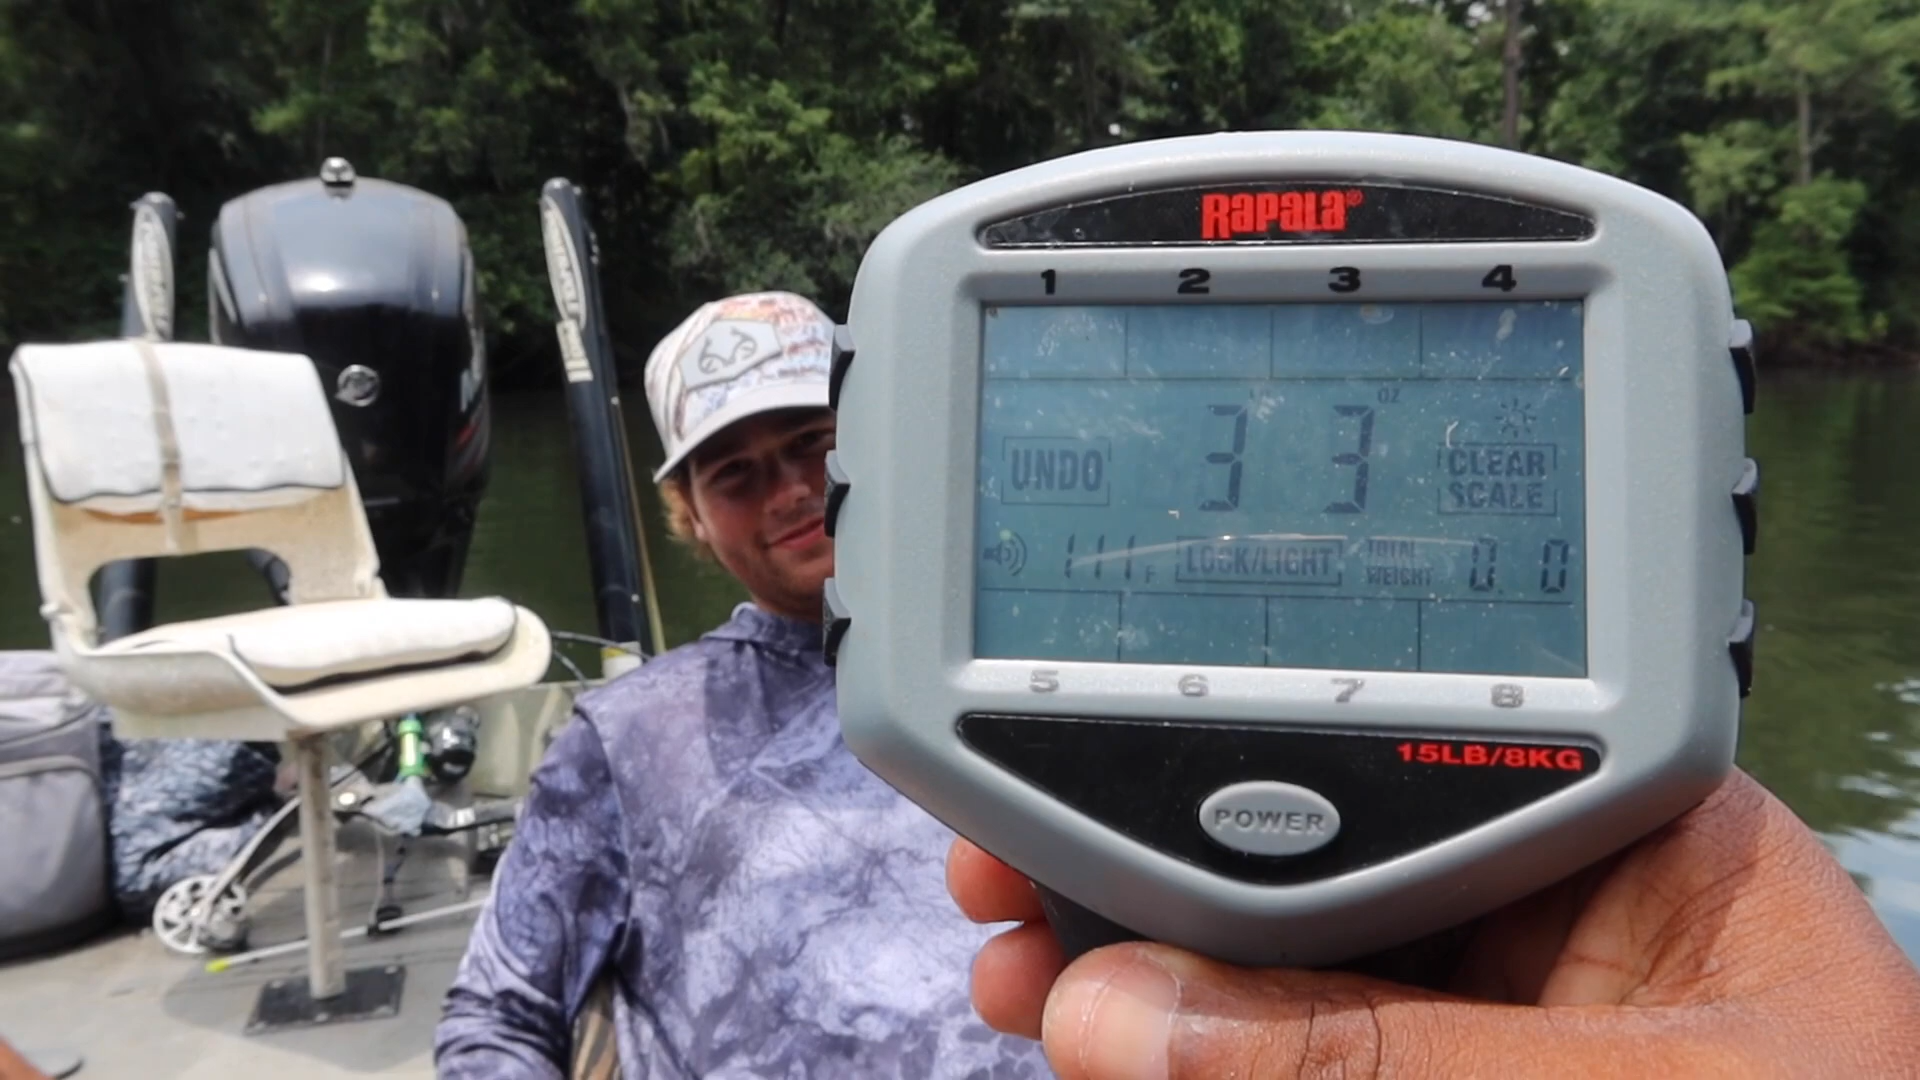 RAPALA®
1 2 3 4
3 3 OZ
UNDO
CLEAR
SCALE
111 F LOCK/LIGHT TOTAL WEIGHT 0.0
5 6 7 8
15LB/8KG
POWER